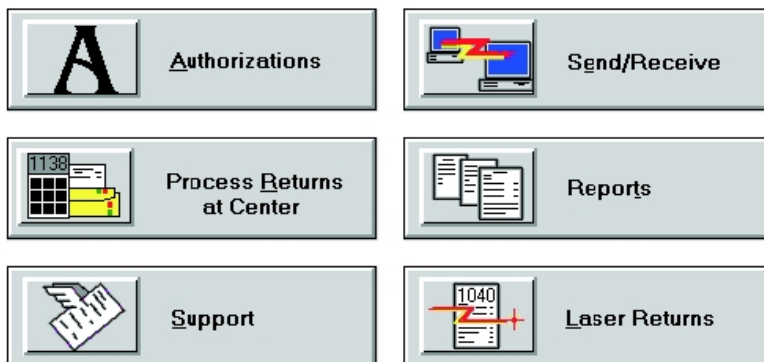 A
Authorizations
Send/Receive
1138
Process Returns
at Center
Reports
Support
1040
Laser Returns